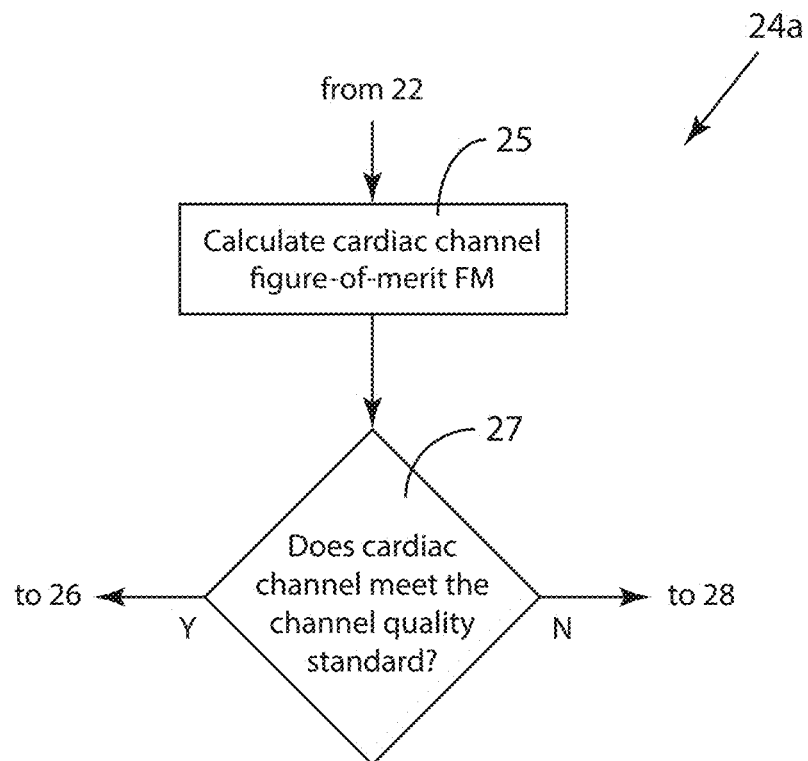 24a
from 22
25
Calculate cardiac channel
figure-of-merit FM
27
Does cardiac
channel meet the
channel quality
standard?
to 26
Y
N
to 28